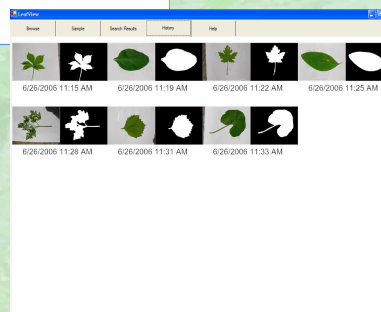 LeafView
Browse Sample Search Results History Help
6/26/2006 11:15 AM 6/26/2006 11:19 AM 6/26/2006 11:22 AM 6/26/2006 11:25 AM
6/26/2006 11:28 AM 6/26/2006 11:31 AM 6/26/2006 11:33 AM